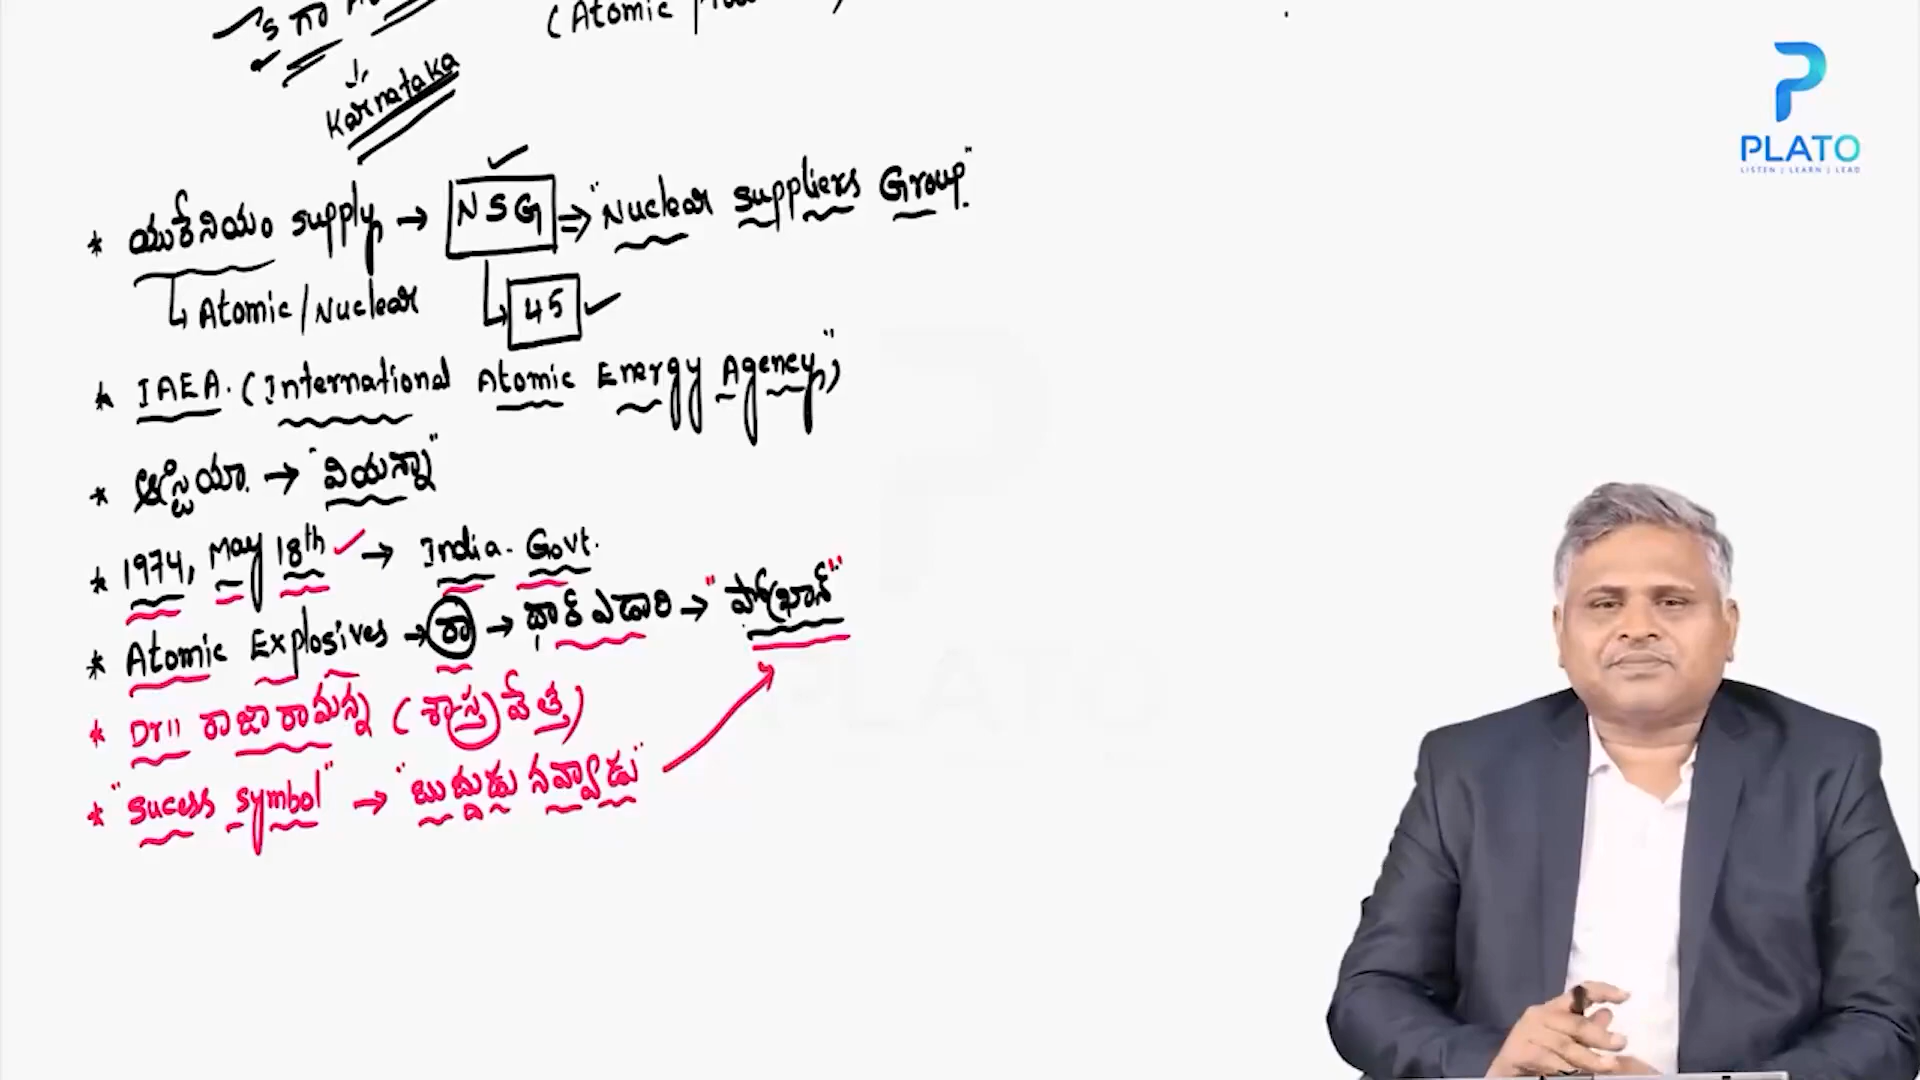 (Atomic
Karnataka
* యురేనియం supply → NSG ⇒ "Nuclear suppliers Group".
↳ Atomic/Nuclear ↳ 45 ✓
* IAEA. (International Atomic Energy Agency")
* ఆస్ట్రియా. → "వియన్నా"
* 1974, May 18th ✓ → India. Govt.
* Atomic Explosives → రా → థార్ ఎడారి → "పోక్రాన్"
* Dr|| రాజా రామన్న (శాస్త్రవేత్త)
* "Sucess symbol" → "బుద్ధుడు నవ్వాడు"
PLATO
LISTEN | LEARN | LEAD
PLATO